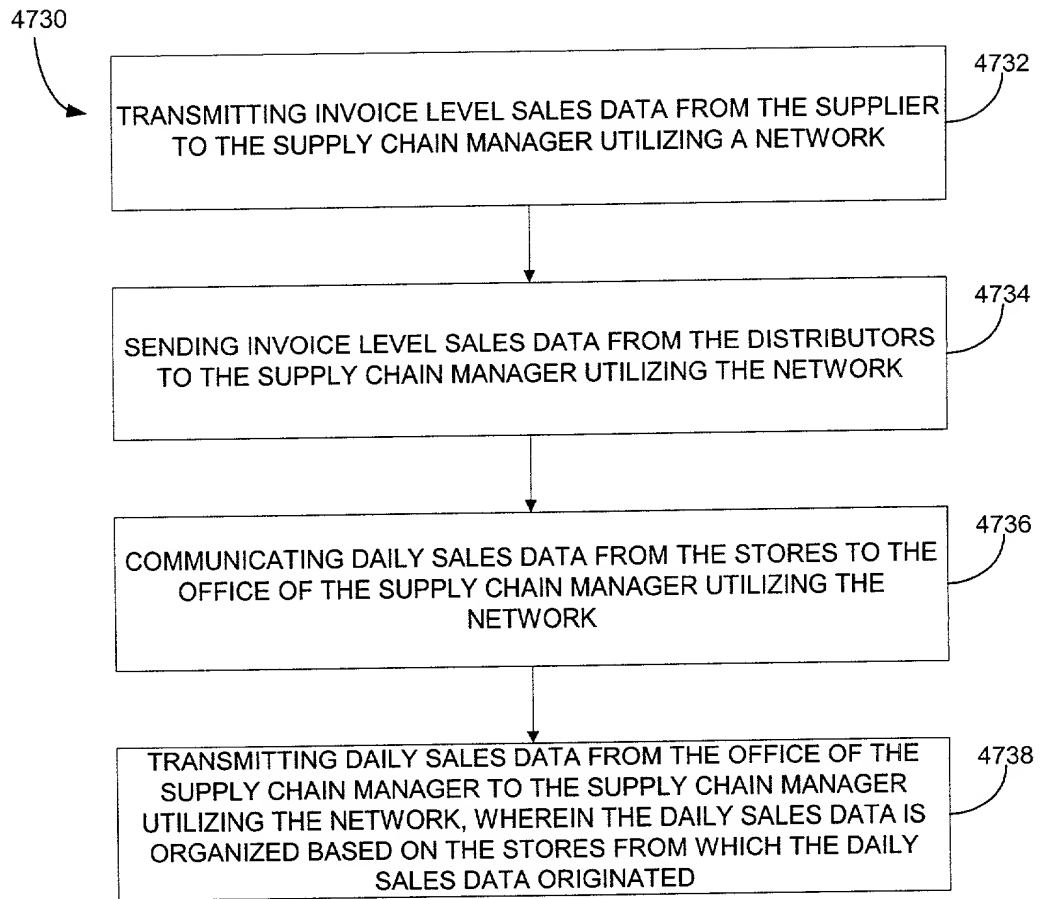 4730
4732
TRANSMITTING INVOICE LEVEL SALES DATA FROM THE SUPPLIER
TO THE SUPPLY CHAIN MANAGER UTILIZING A NETWORK
4734
SENDING INVOICE LEVEL SALES DATA FROM THE DISTRIBUTORS
TO THE SUPPLY CHAIN MANAGER UTILIZING THE NETWORK
4736
COMMUNICATING DAILY SALES DATA FROM THE STORES TO THE
OFFICE OF THE SUPPLY CHAIN MANAGER UTILIZING THE
NETWORK
4738
TRANSMITTING DAILY SALES DATA FROM THE OFFICE OF THE
SUPPLY CHAIN MANAGER TO THE SUPPLY CHAIN MANAGER
UTILIZING THE NETWORK, WHEREIN THE DAILY SALES DATA IS
ORGANIZED BASED ON THE STORES FROM WHICH THE DAILY
SALES DATA ORIGINATED